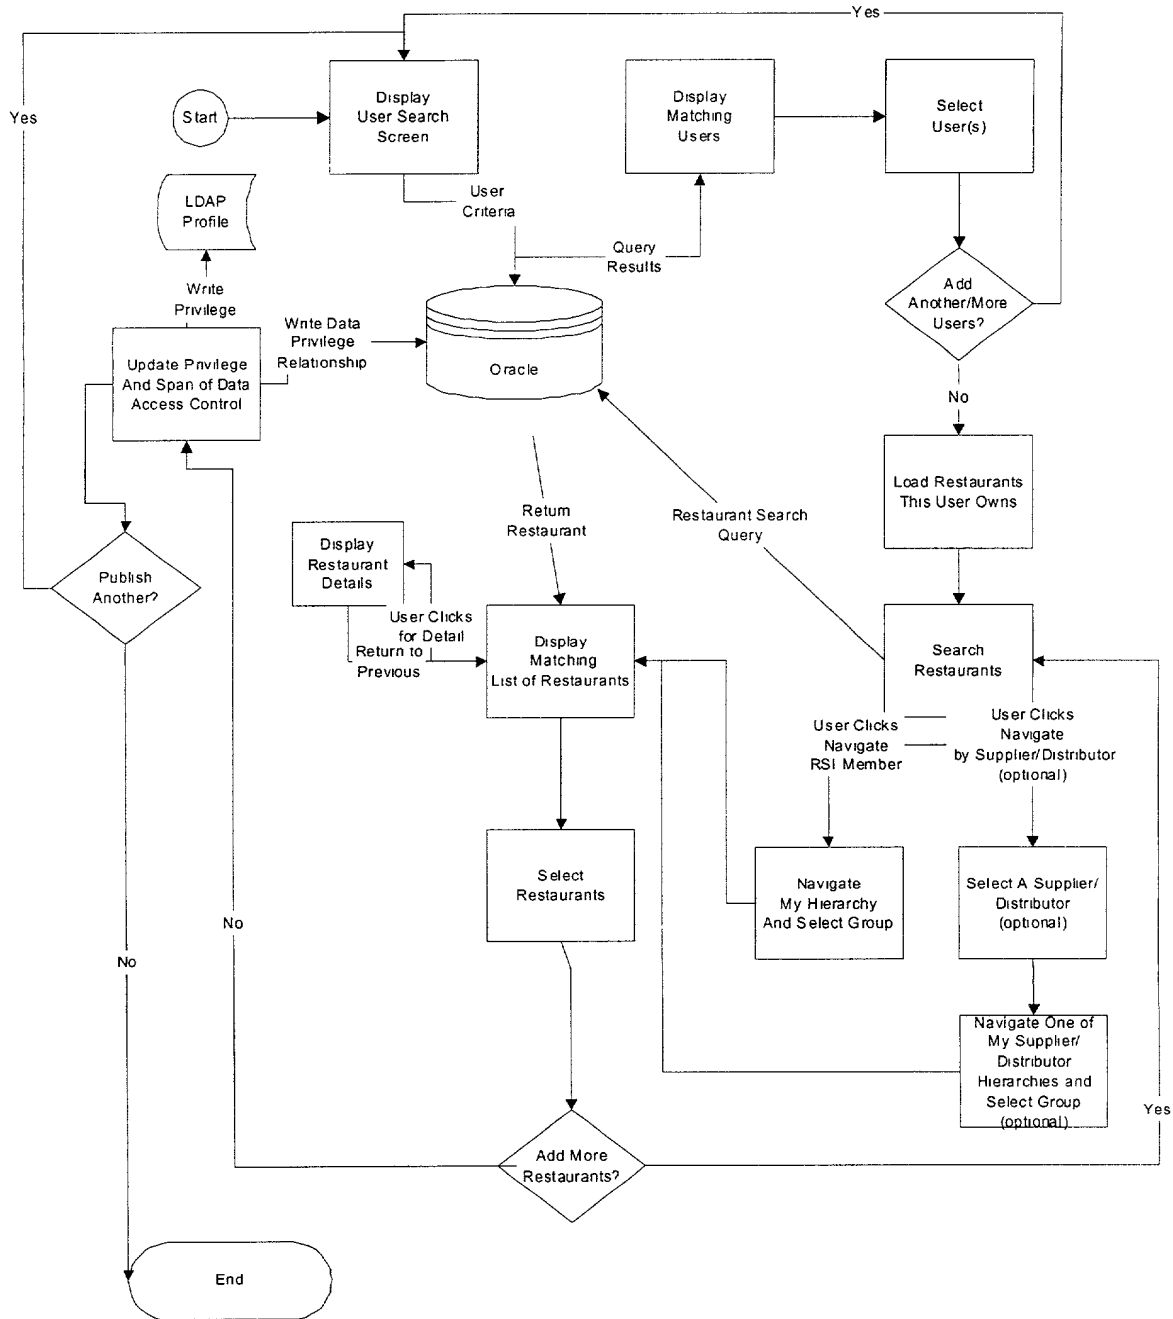 Yes
Yes
Start
Display
User Search
Screen
Display
Matching
Users
Select
User(s)
LDAP
Profile
User
Criteria
Query
Results
Write
Privilege
Add
Another/More
Users?
Write Data
Privilege
Relationship
Update Privilege
And Span of Data
Access Control
Oracle
No
Load Restaurants
This User Owns
Return
Restaurant
Restaurant Search
Query
Display
Restaurant
Details
Publish
Another?
User Clicks
for Detail
Return to
Previous
Display
Matching
List of Restaurants
Search
Restaurants
User Clicks
Navigate
RSI Member
User Clicks
Navigate
by Supplier/Distributor
(optional)
Select
Restaurants
Navigate
My Hierarchy
And Select Group
Select A Supplier/
Distributor
(optional)
No
No
Navigate One of
My Supplier/
Distributor
Hierarchies and
Select Group
(optional)
Yes
Add More
Restaurants?
End